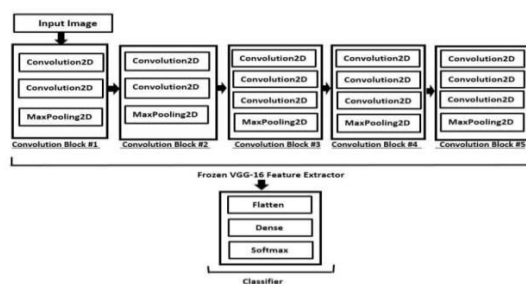 Input Image
Convolution2D
Convolution2D
MaxPooling2D
Convolution Block #1
Convolution2D
Convolution2D
MaxPooling2D
Convolution Block #2
Convolution2D
Convolution2D
Convolution2D
MaxPooling2D
Convolution Block #3
Convolution2D
Convolution2D
Convolution2D
MaxPooling2D
Convolution Block #4
Convolution2D
Convolution2D
Convolution2D
MaxPooling2D
Convolution Block #5
Frozen VGG-16 Feature Extractor
Flatten
Dense
Softmax
Classifier